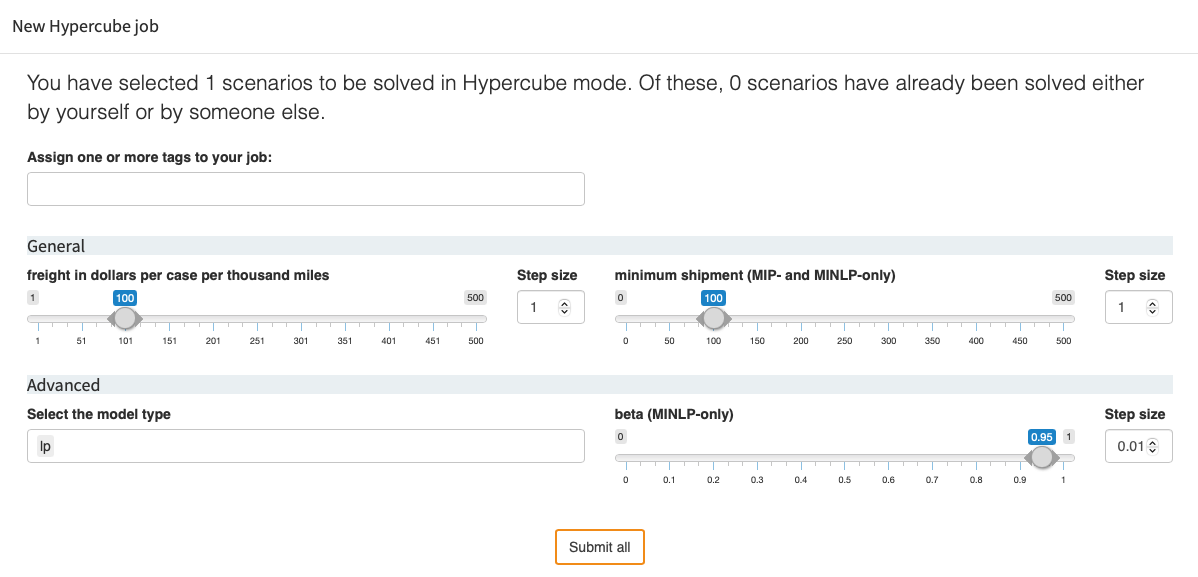 New Hypercube job
You have selected 1 scenarios to be solved in Hypercube mode. Of these, 0 scenarios have already been solved either
by yourself or by someone else.
Assign one or more tags to your job:
General
freight in dollars per case per thousand miles
Step size
minimum shipment (MIP- and MINLP-only)
Step size
1 100 500
1
0 100 500
1
1 51 101 151 201 251 301 351 401 451 500
0 50 100 150 200 250 300 350 400 450 500
Advanced
Select the model type
beta (MINLP-only)
Step size
lp
0 0.95 1
0.01
0 0.1 0.2 0.3 0.4 0.5 0.6 0.7 0.8 0.9 1
Submit all